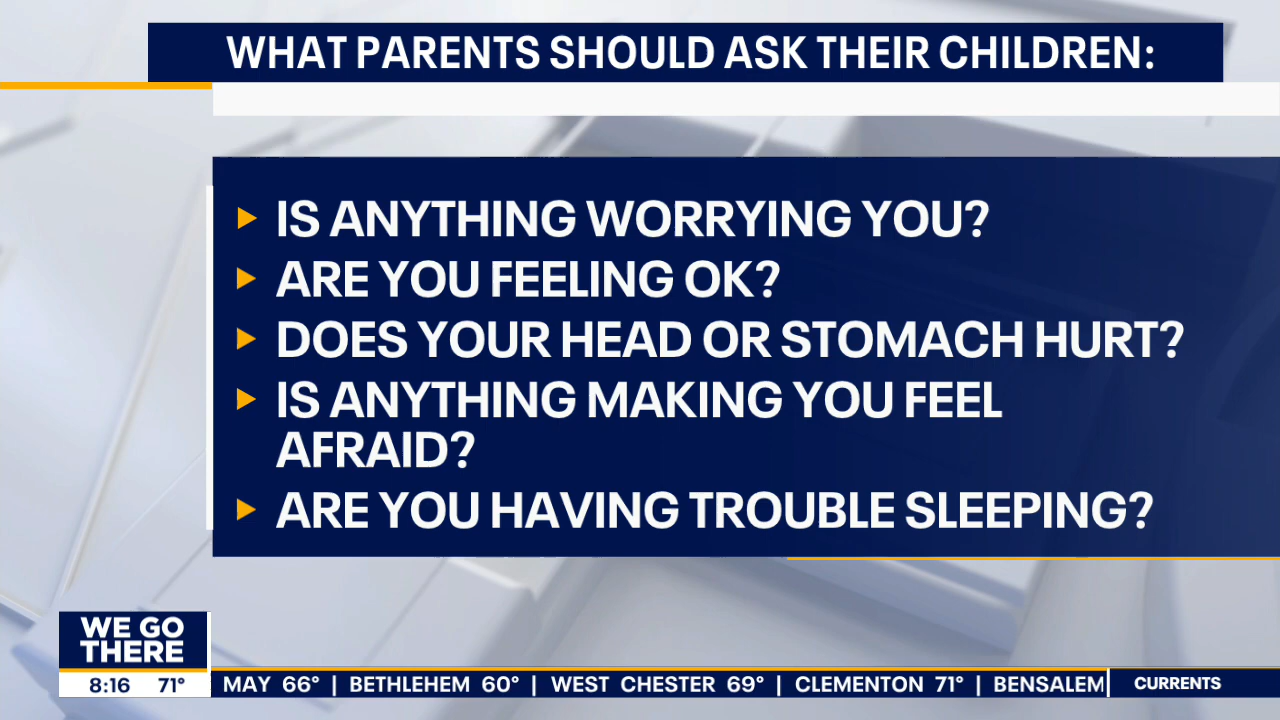 WHAT PARENTS SHOULD ASK THEIR CHILDREN:
IS ANYTHING WORRYING YOU?
ARE YOU FEELING OK?
DOES YOUR HEAD OR STOMACH HURT?
IS ANYTHING MAKING YOU FEEL
AFRAID?
ARE YOU HAVING TROUBLE SLEEPING?
WE GO
THERE
8:16 71°
MAY 66° | BETHLEHEM 60° | WEST CHESTER 69° | CLEMENTON 71° | BENSALEM
CURRENTS